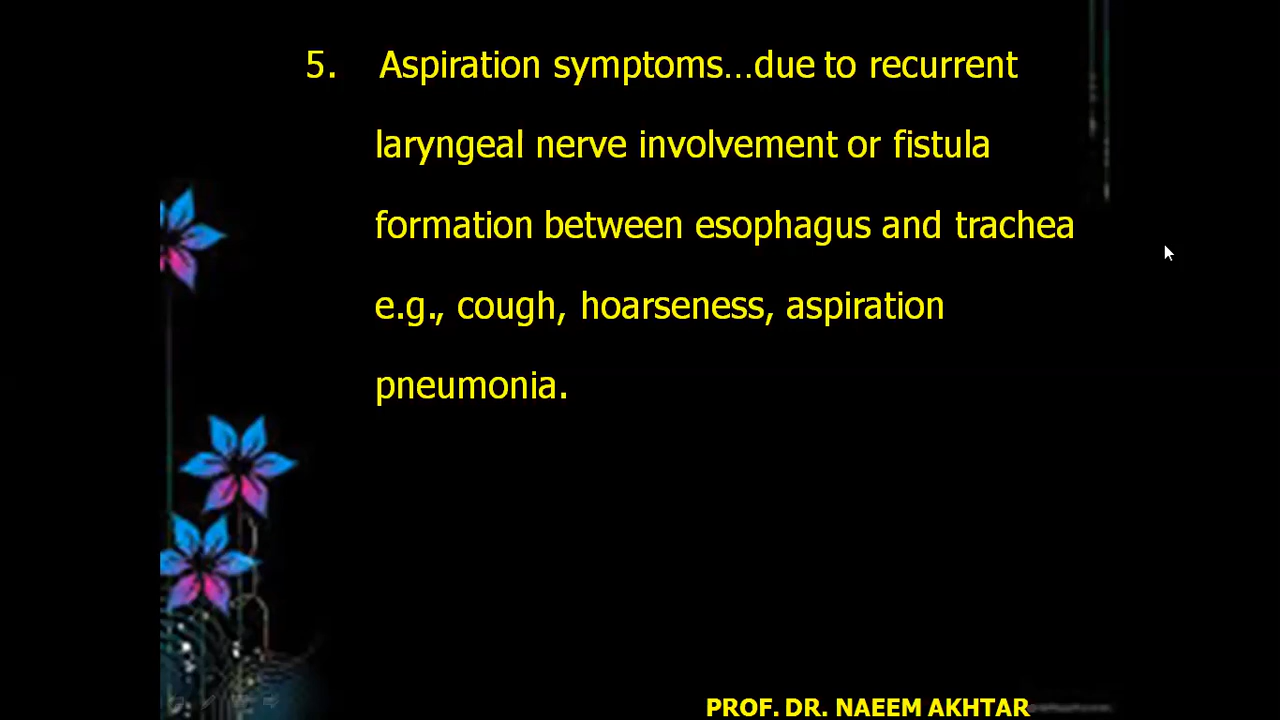 5. Aspiration symptoms...due to recurrent
laryngeal nerve involvement or fistula
formation between esophagus and trachea
e.g., cough, hoarseness, aspiration
pneumonia.
PROF. DR. NAEEM AKHTAR